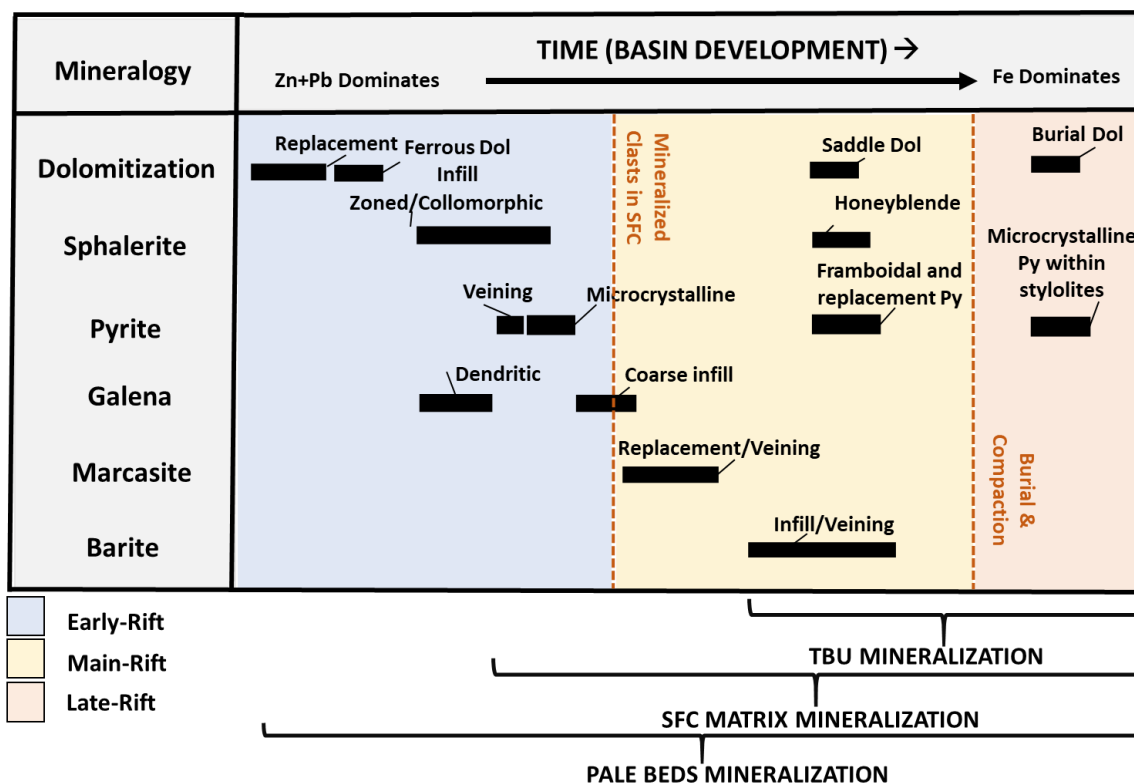 Mineralogy
TIME (BASIN DEVELOPMENT) →
Zn+Pb Dominates
Fe Dominates
Dolomitization
Replacement
Ferrous Dol
Infill
Saddle Dol
Burial Dol
Mineralized
Clasts in SFC
Sphalerite
Zoned/Collomorphic
Honeyblende
Pyrite
Veining
Microcrystalline
Framboidal and
replacement Py
Microcrystalline
Py within
stylolites
Galena
Dendritic
Coarse infill
Marcasite
Replacement/Veining
Burial &
Compaction
Barite
Infill/Veining
Early-Rift
Main-Rift
Late-Rift
TBU MINERALIZATION
SFC MATRIX MINERALIZATION
PALE BEDS MINERALIZATION